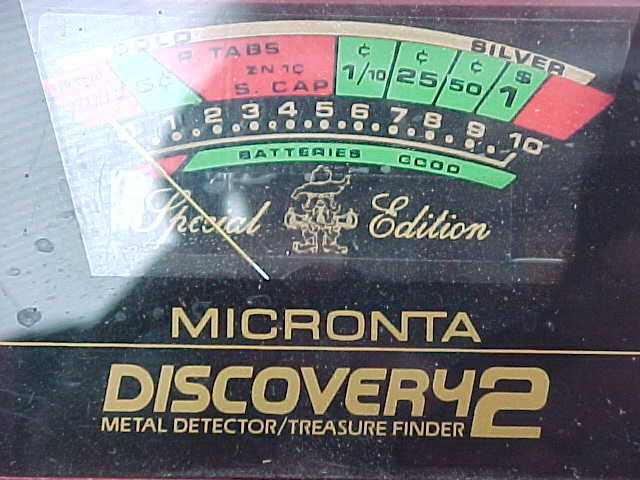 GOLD SILVER
P. TABS ¢ ¢ ¢ $
5¢ ZN 1¢ 1/10 25 50 1
S. CAP
0 1 2 3 4 5 6 7 8 9 10
BATTERIES GOOD
Special Edition
MICRONTA
DISCOVERY 2
METAL DETECTOR/TREASURE FINDER